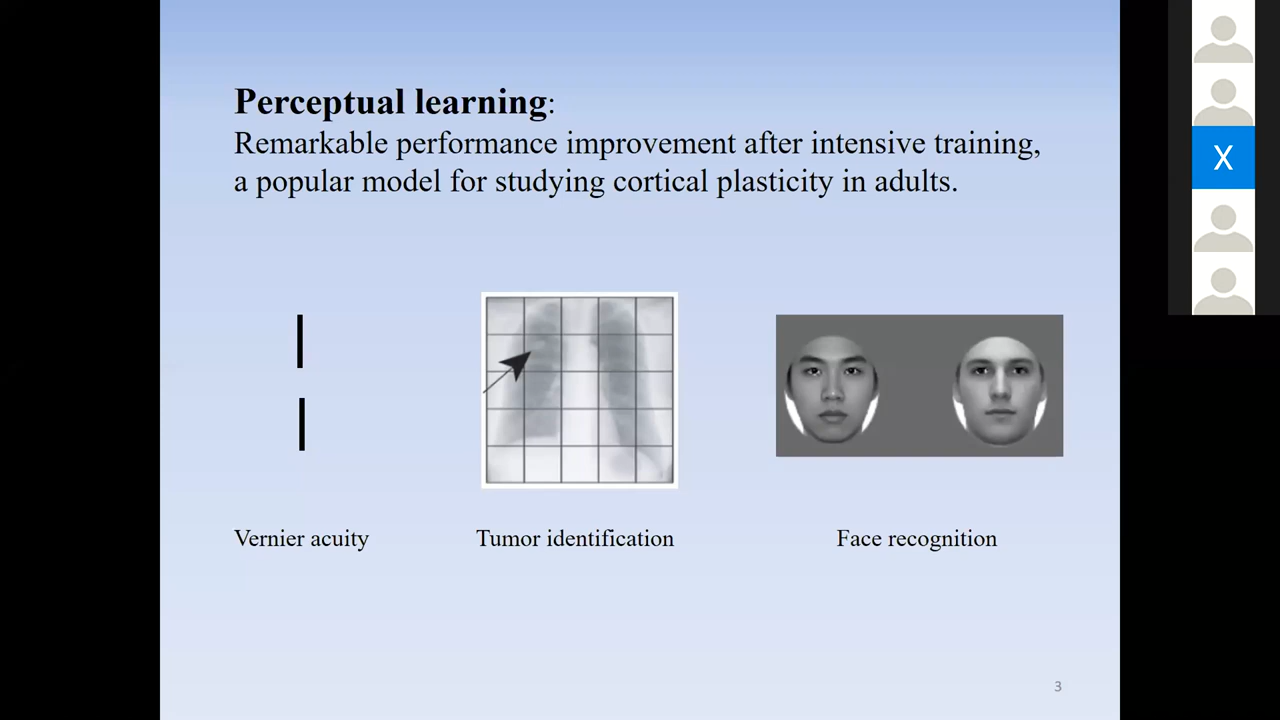 Perceptual learning:
Remarkable performance improvement after intensive training,
a popular model for studying cortical plasticity in adults.
Vernier acuity
Tumor identification
Face recognition
3
X